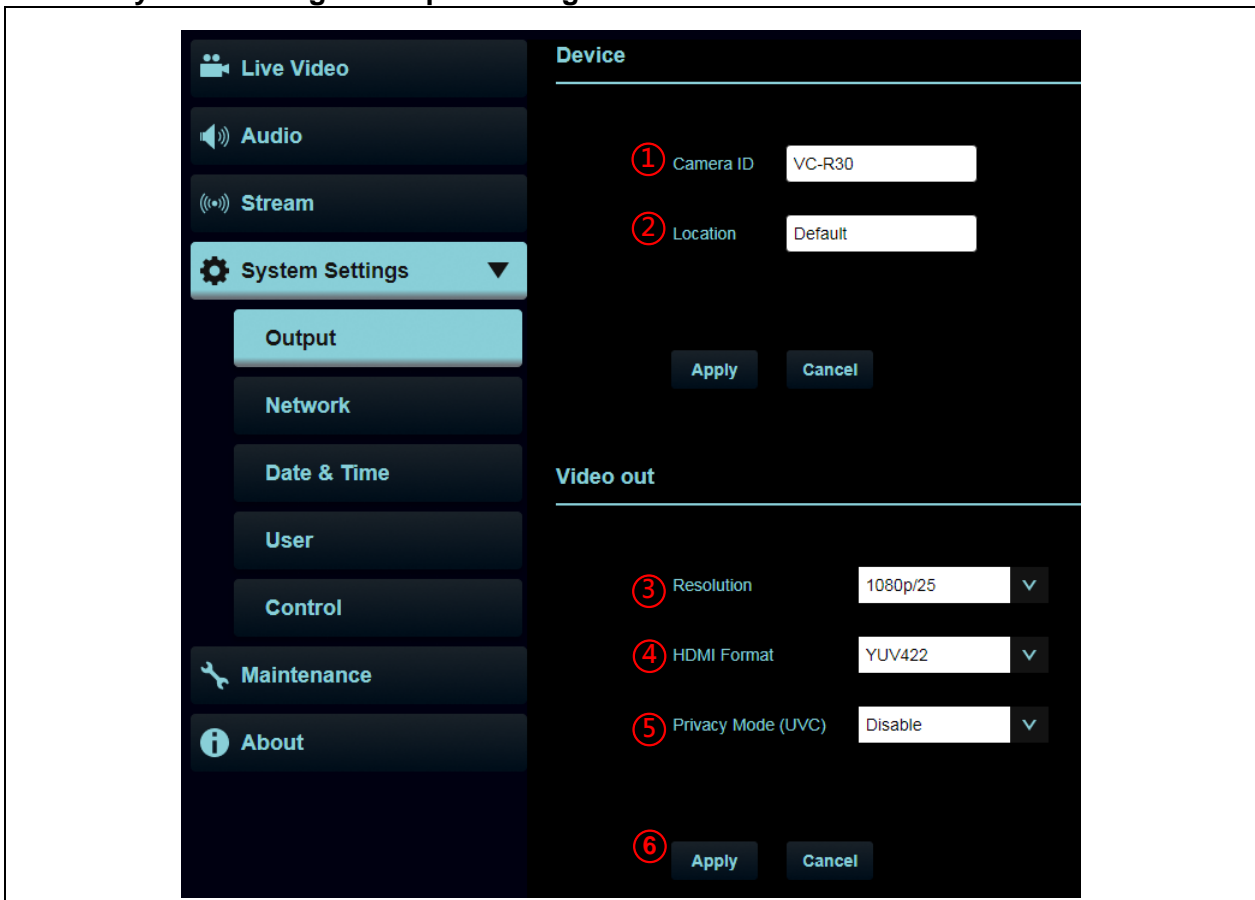 Live Video
Audio
Stream
System Settings
Output
Network
Date & Time
User
Control
Maintenance
About
Device
① Camera ID VC-R30
② Location Default
Apply Cancel
Video out
③ Resolution 1080p/25
④ HDMI Format YUV422
⑤ Privacy Mode (UVC) Disable
⑥ Apply Cancel